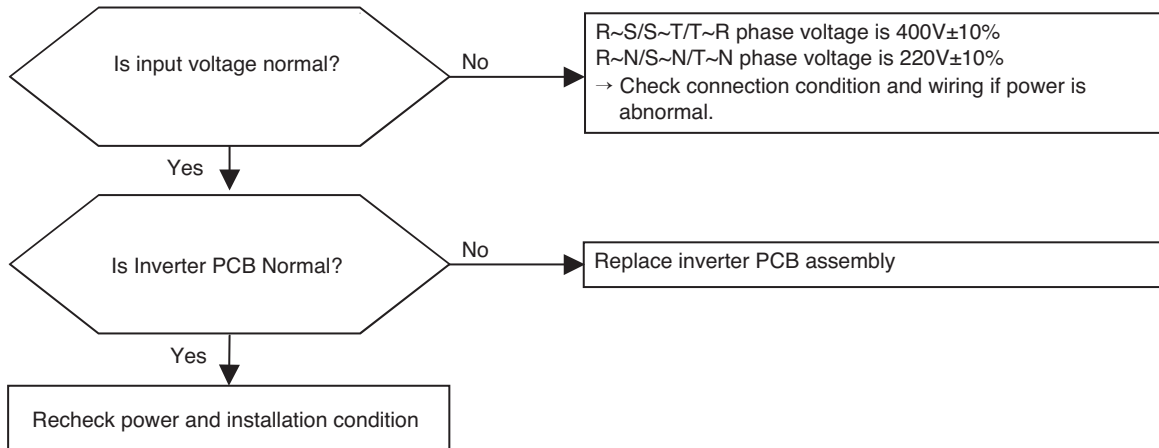 Is input voltage normal?
No
R~S/S~T/T~R phase voltage is 400V±10%
R~N/S~N/T~N phase voltage is 220V±10%
→ Check connection condition and wiring if power is
abnormal.
Yes
Is Inverter PCB Normal?
No
Replace inverter PCB assembly
Yes
Recheck power and installation condition